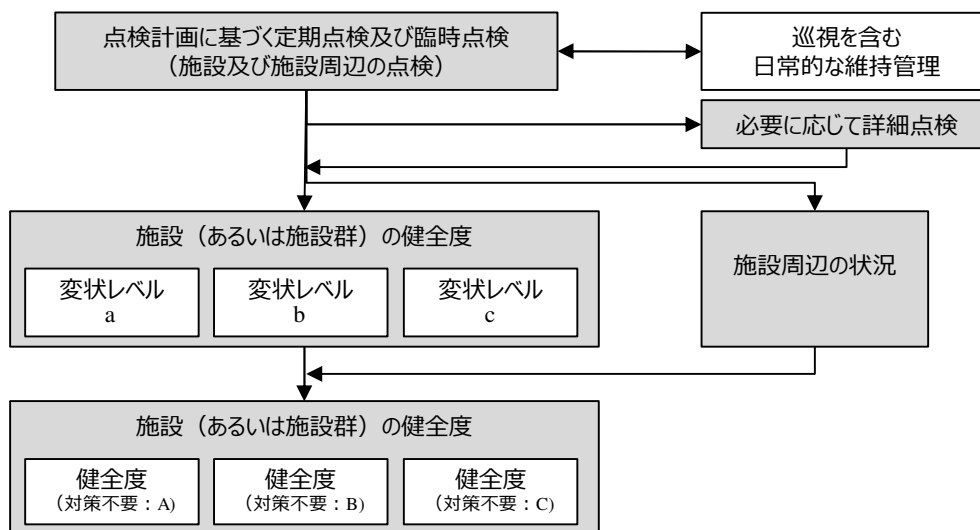 点検計画に基づく定期点検及び臨時点検
（施設及び施設周辺の点検）
巡視を含む
日常的な維持管理
必要に応じて詳細点検
施設（あるいは施設群）の健全度
変状レベル
a
変状レベル
b
変状レベル
c
施設周辺の状況
施設（あるいは施設群）の健全度
健全度
（対策不要：A）
健全度
（対策不要：B）
健全度
（対策不要：C）